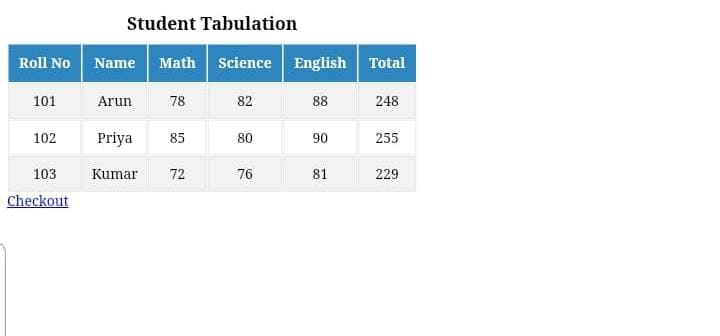 Student Tabulation
Roll No Name Math Science English Total
101 Arun 78 82 88 248
102 Priya 85 80 90 255
103 Kumar 72 76 81 229
Checkout